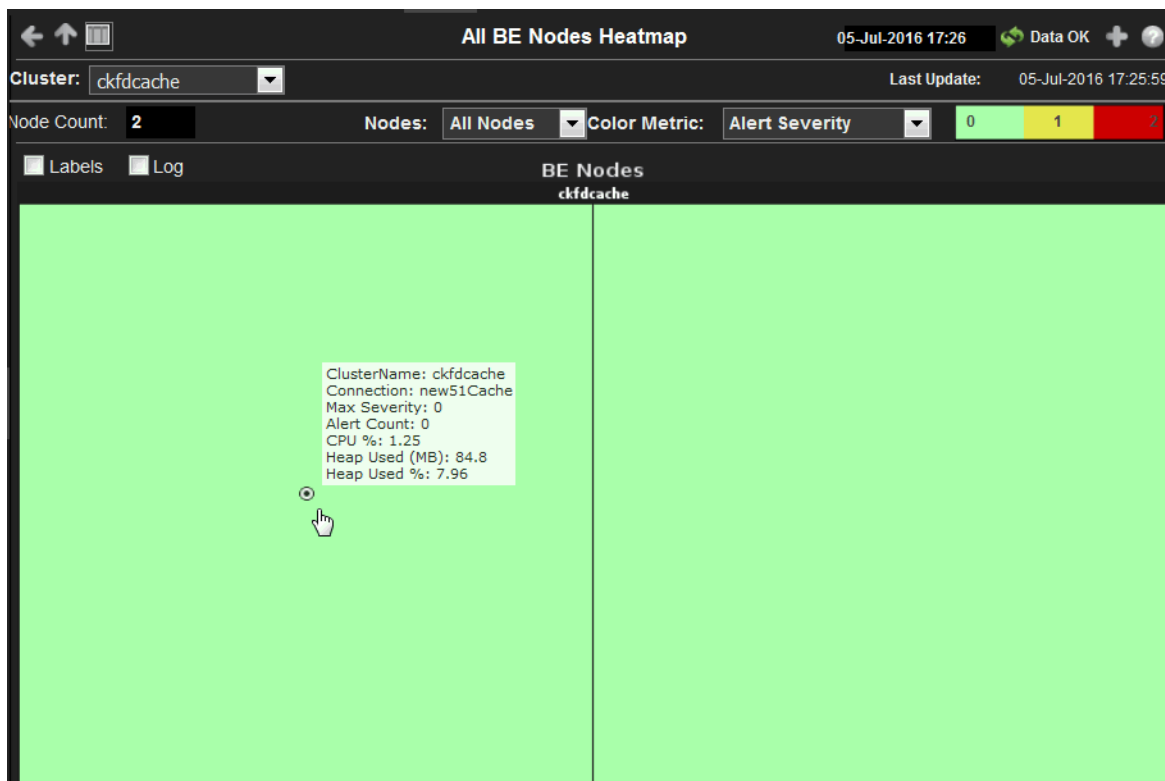 All BE Nodes Heatmap 05-Jul-2016 17:26 Data OK
Cluster: ckfdcache Last Update: 05-Jul-2016 17:25:59
Node Count: 2 Nodes: All Nodes Color Metric: Alert Severity 0 1 2
Labels Log BE Nodes
ckfdcache
ClusterName: ckfdcache
Connection: new51Cache
Max Severity: 0
Alert Count: 0
CPU %: 1.25
Heap Used (MB): 84.8
Heap Used %: 7.96